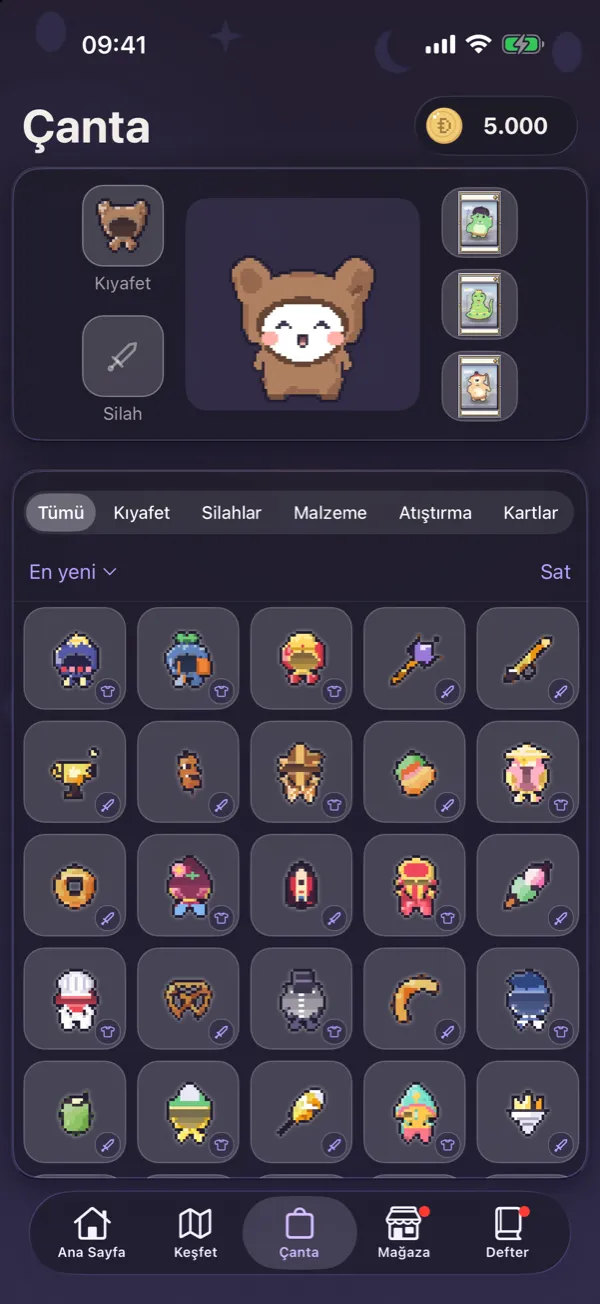 09:41
Çanta
5.000
Kıyafet
Silah
Tümü Kıyafet Silahlar Malzeme Atıştırma Kartlar
En yeni Sat
Ana Sayfa Keşfet Çanta Mağaza Defter